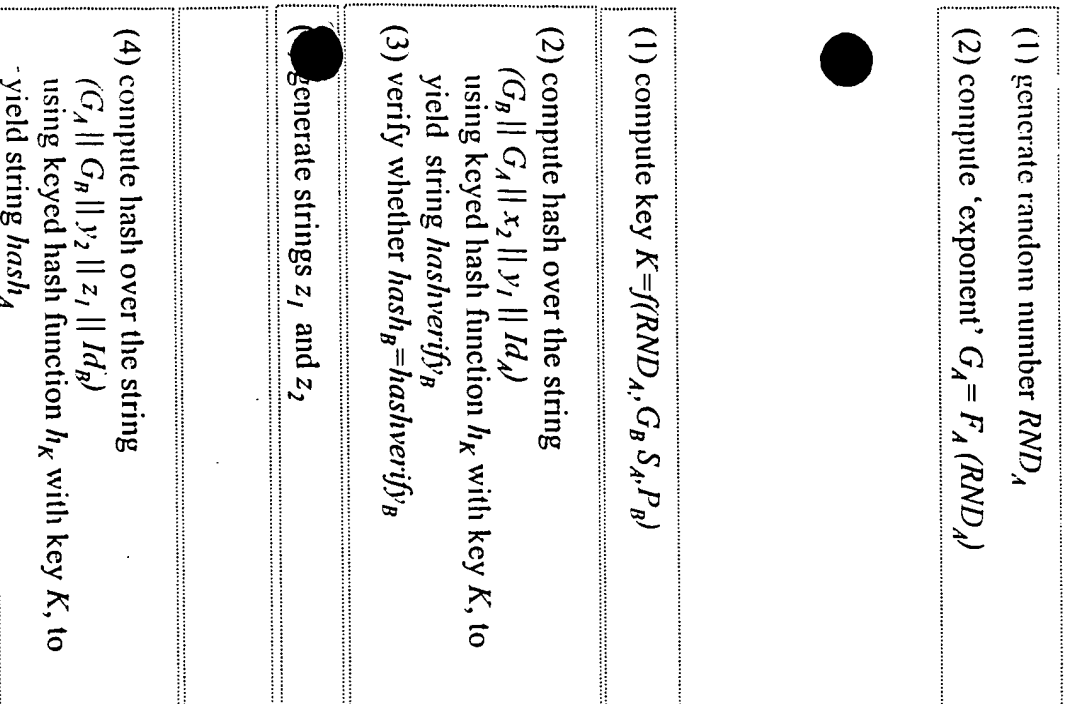 (1) generate random number RND_A
(2) compute ‘exponent’ G_A= F_A (RND_A)
(1) compute key K=f(RND_A, G_B S_A, P_B)
(2) compute hash over the string
(G_B || G_A || x_2 || y_1 || Id_A)
using keyed hash function h_K with key K, to
yield string hashverify_B
(3) verify whether hash_B=hashverify_B
generate strings z_1 and z_2
(4) compute hash over the string
(G_A || G_B || y_2 || z_1 || Id_B)
using keyed hash function h_K with key K, to
yield string hash_A